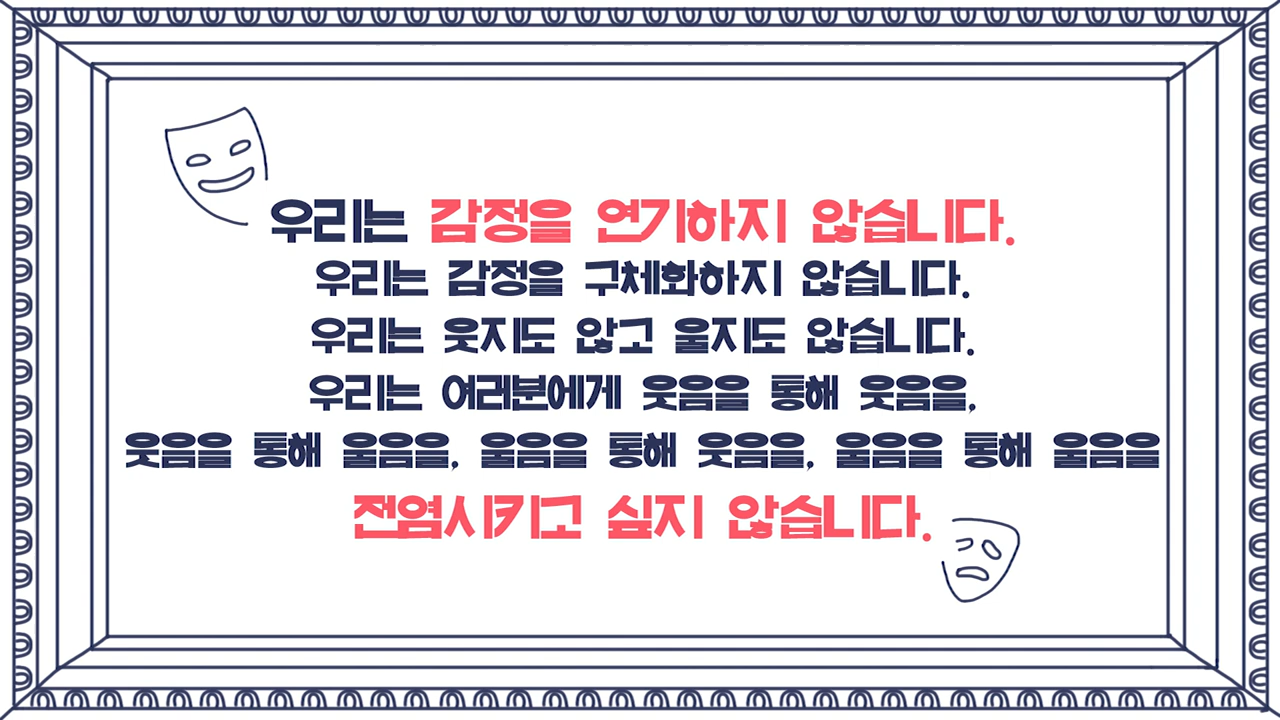 우리는 감정을 연기하지 않습니다.
우리는 감정을 구체화하지 않습니다.
우리는 웃지도 않고 울지도 않습니다.
우리는 여러분에게 웃음을 통해 웃음을,
웃음을 통해 울음을, 울음을 통해 웃음을, 울음을 통해 울음을
전염시키고 싶지 않습니다.